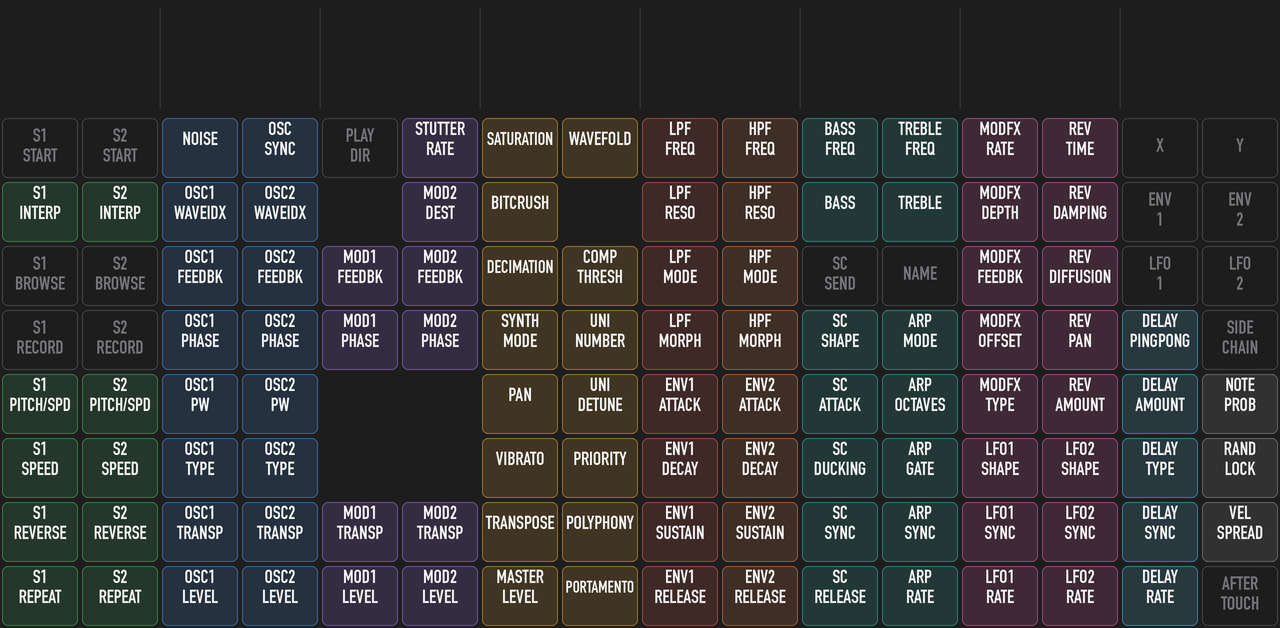 S1 START
S2 START
NOISE
OSC SYNC
PLAY DIR
STUTTER RATE
SATURATION
WAVEFOLD
LPF FREQ
HPF FREQ
BASS FREQ
TREBLE FREQ
MODFX RATE
REV TIME
X
Y
S1 INTERP
S2 INTERP
OSC1 WAVEIDX
OSC2 WAVEIDX
MOD2 DEST
BITCRUSH
LPF RESO
HPF RESO
BASS
TREBLE
MODFX DEPTH
REV DAMPING
ENV 1
ENV 2
S1 BROWSE
S2 BROWSE
OSC1 FEEDBK
OSC2 FEEDBK
MOD1 FEEDBK
MOD2 FEEDBK
DECIMATION
COMP THRESH
LPF MODE
HPF MODE
SC SEND
NAME
MODFX FEEDBK
REV DIFFUSION
LFO 1
LFO 2
S1 RECORD
S2 RECORD
OSC1 PHASE
OSC2 PHASE
MOD1 PHASE
MOD2 PHASE
SYNTH MODE
UNI NUMBER
LPF MORPH
HPF MORPH
SC SHAPE
ARP MODE
MODFX OFFSET
REV PAN
DELAY PINGPONG
SIDE CHAIN
S1 PITCH/SPD
S2 PITCH/SPD
OSC1 PW
OSC2 PW
PAN
UNI DETUNE
ENV1 ATTACK
ENV2 ATTACK
SC ATTACK
ARP OCTAVES
MODFX TYPE
REV AMOUNT
DELAY AMOUNT
NOTE PROB
S1 SPEED
S2 SPEED
OSC1 TYPE
OSC2 TYPE
VIBRATO
PRIORITY
ENV1 DECAY
ENV2 DECAY
SC DUCKING
ARP GATE
LFO1 SHAPE
LFO2 SHAPE
DELAY TYPE
RAND LOCK
S1 REVERSE
S2 REVERSE
OSC1 TRANSP
OSC2 TRANSP
MOD1 TRANSP
MOD2 TRANSP
TRANSPOSE
POLYPHONY
ENV1 SUSTAIN
ENV2 SUSTAIN
SC SYNC
ARP SYNC
LFO1 SYNC
LFO2 SYNC
DELAY SYNC
VEL SPREAD
S1 REPEAT
S2 REPEAT
OSC1 LEVEL
OSC2 LEVEL
MOD1 LEVEL
MOD2 LEVEL
MASTER LEVEL
PORTAMENTO
ENV1 RELEASE
ENV2 RELEASE
SC RELEASE
ARP RATE
LFO1 RATE
LFO2 RATE
DELAY RATE
AFTER TOUCH